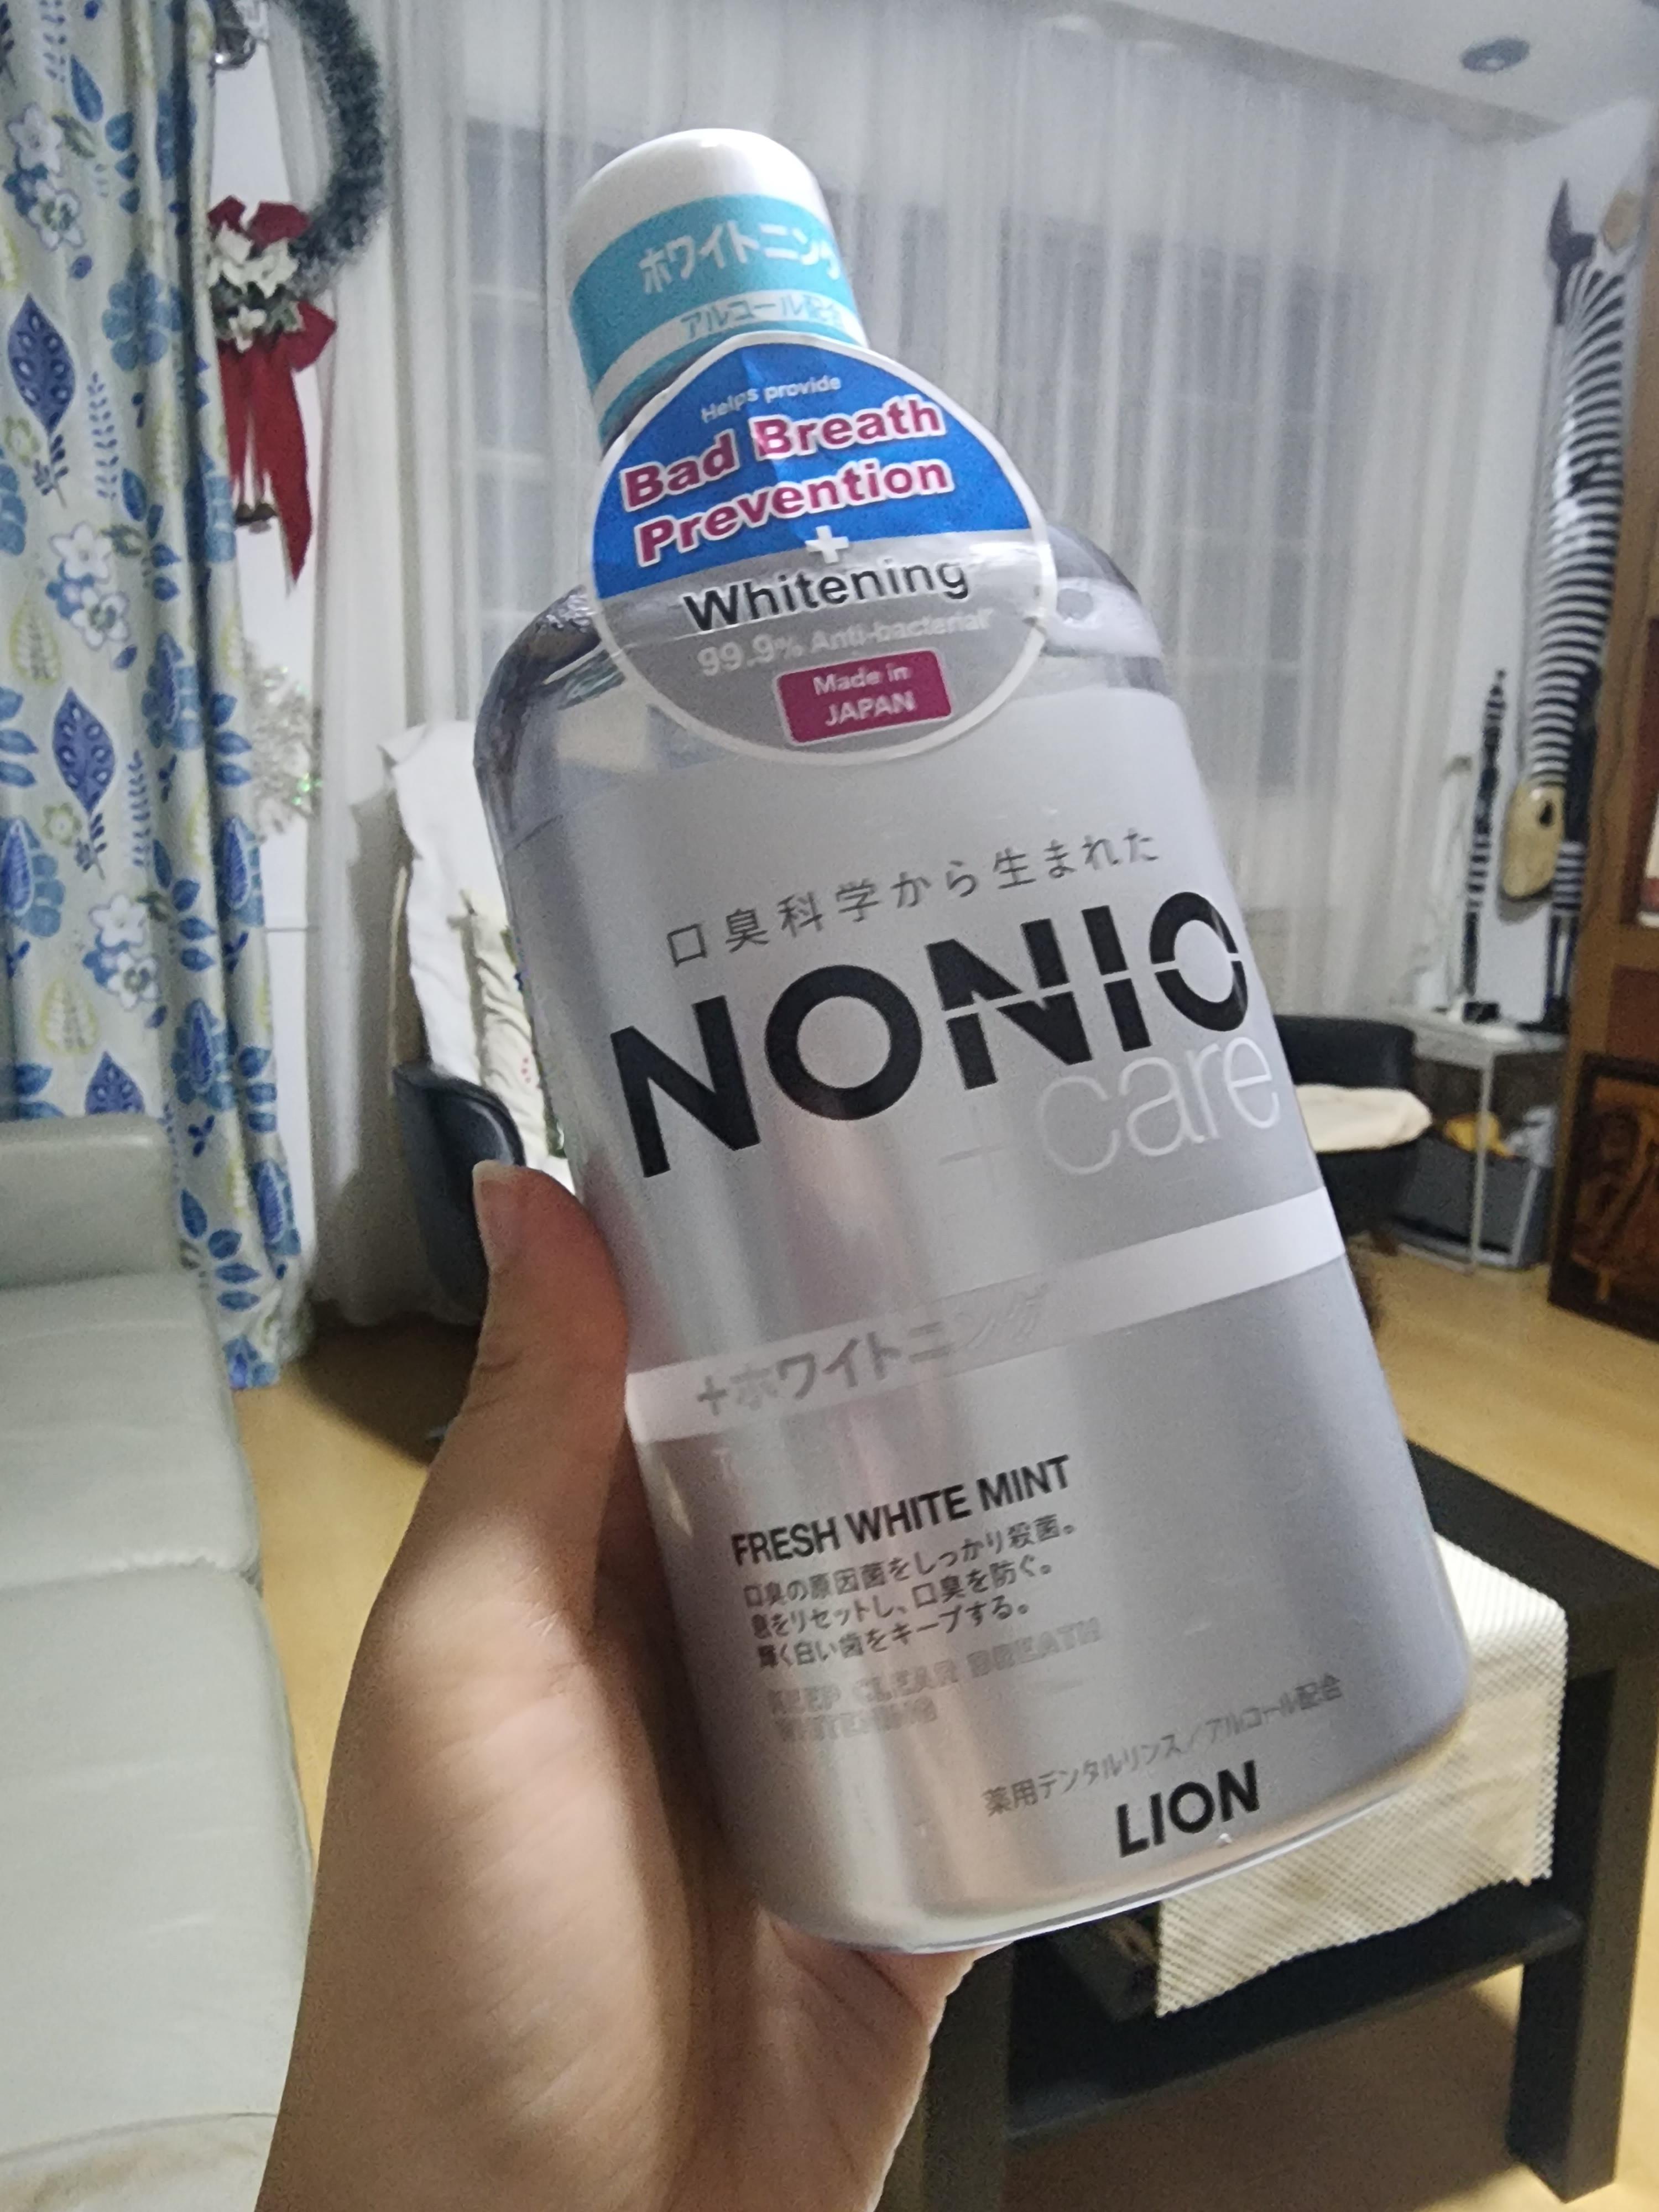 ホワイトニング
アルコール配合
Helps provide
Bad Breath
Prevention
+
Whitening
99.9% Anti-bacterial
Made in
JAPAN
口臭科学から生まれた
NONIO
+care
+ホワイトニング
FRESH WHITE MINT
口臭の原因菌をしっかり殺菌。
息をリセットし、口臭を防ぐ。
輝く白い歯をキープする。
KEEP CLEAR BREATH
WHITENING
薬用デンタルリンス/アルコール配合
LION